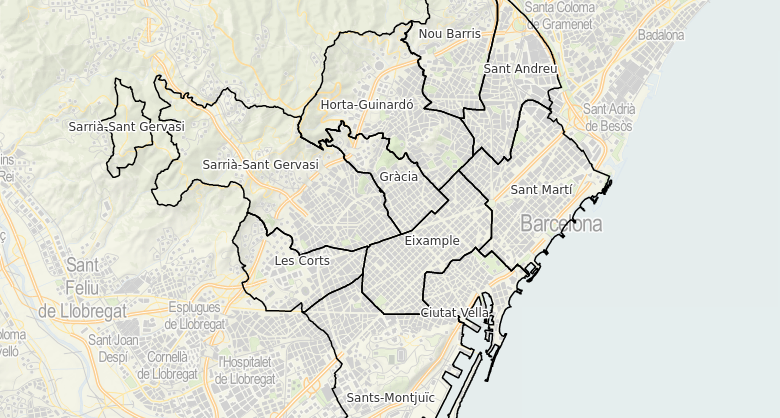 Santa Coloma
de Gramenet
Nou Barris
Badalona
Sant Andreu
Horta-Guinardó
Sant Adrià
de Besòs
Sarrià-Sant Gervasi
Sarrià-Sant Gervasi
Gràcia
Sant Martí
Barcelona
Eixample
Les Corts
Sant
Feliu
de Llobregat
Esplugues
de Llobregat
Ciutat Vella
Sant Joan
Despí
Cornellà
de Llobregat
l'Hospitalet
de Llobregat
Sants-Montjuïc